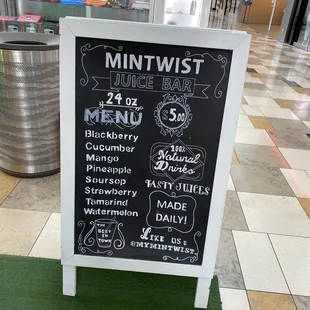 MINTWIST
JUICE BAR
24 oz
MENU
$5.00
Blackberry
Cucumber
Mango
Pineapple
Soursop
Strawberry
Tamarind
Watermelon
100%
Natural
Drinks
TASTY JUICES
MADE
DAILY!
THE
BEST
IN
TOWN
Like us:
@MYMINTWIST.